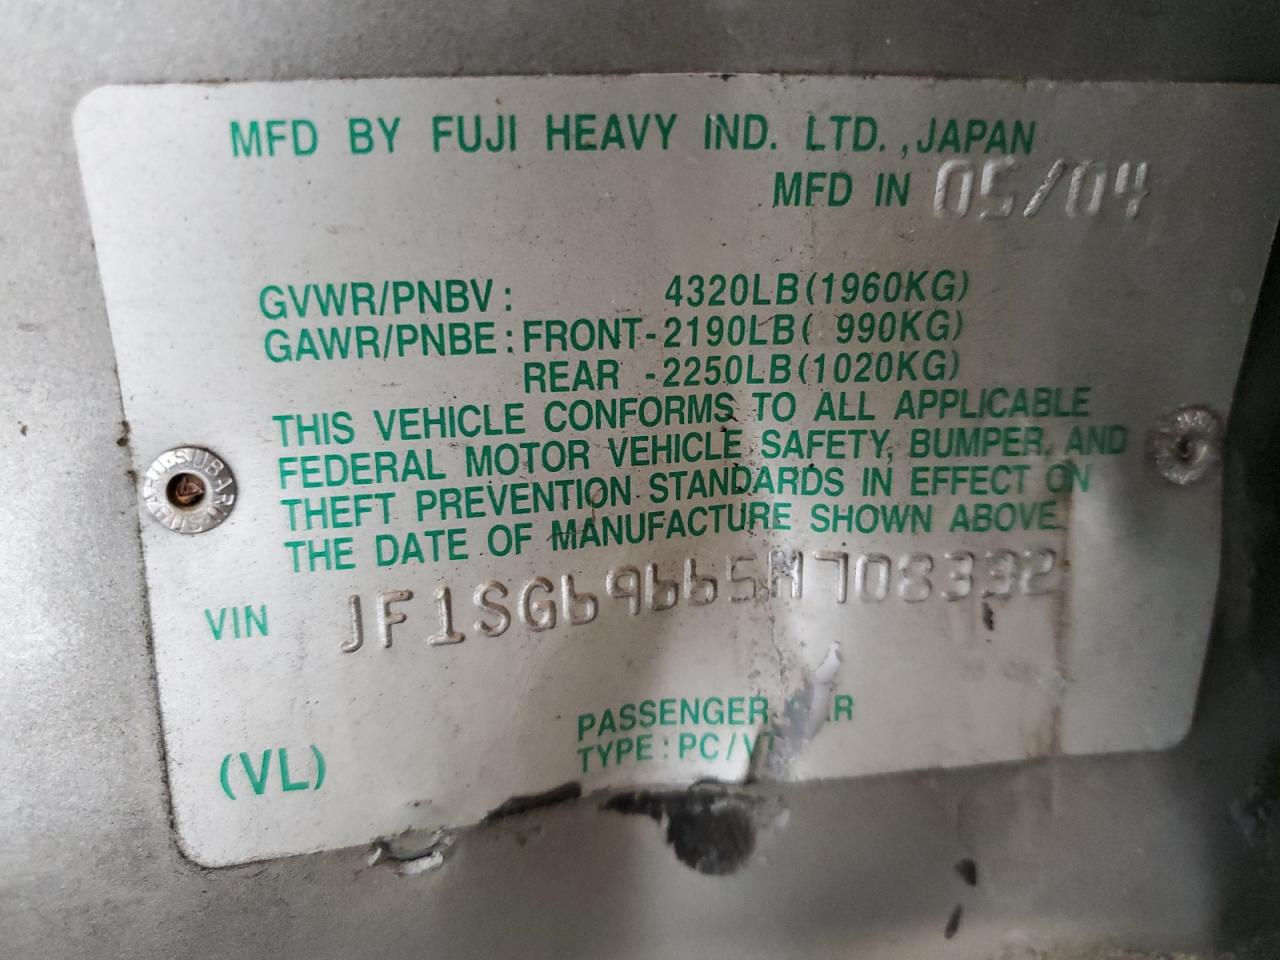 MFD BY FUJI HEAVY IND. LTD.,JAPAN
MFD IN 05/04
GVWR/PNBV: 4320LB(1960KG)
GAWR/PNBE:FRONT-2190LB( 990KG)
REAR -2250LB(1020KG)
THIS VEHICLE CONFORMS TO ALL APPLICABLE
FEDERAL MOTOR VEHICLE SAFETY, BUMPER, AND
THEFT PREVENTION STANDARDS IN EFFECT ON
THE DATE OF MANUFACTURE SHOWN ABOVE
VIN JF1SG69665H708332
PASSENGER
TYPE:
(VL)